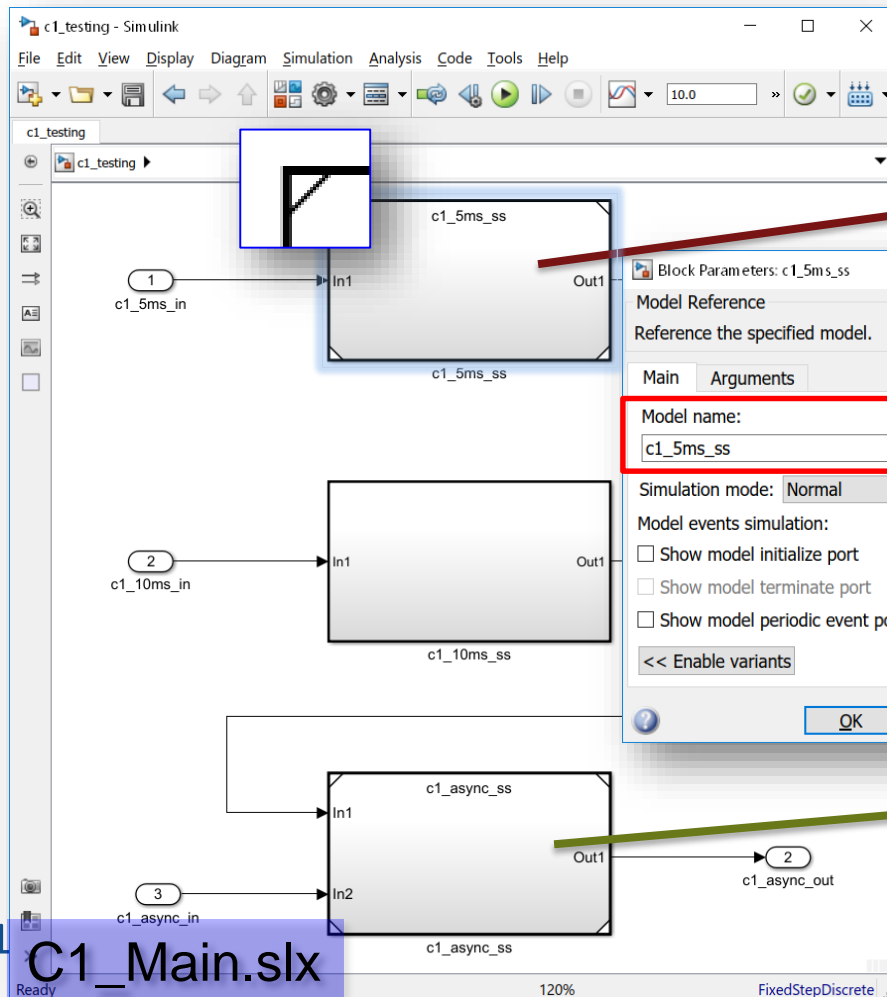 c1_testing - Simulink
File Edit View Display Diagram Simulation Analysis Code Tools Help
10.0 »
c1_testing
c1_testing
c1_5ms_ss
1
In1
Out1
c1_5ms_in
c1_5ms_ss
Block Parameters: c1_5ms_ss
Model Reference
Reference the specified model.
Main Arguments
Model name:
c1_5ms_ss
Simulation mode: Normal
Model events simulation:
Show model initialize port
Show model terminate port
Show model periodic event po
<< Enable variants
OK
2
In1
Out1
c1_10ms_in
c1_10ms_ss
c1_async_ss
In1
Out1
2
c1_async_out
3
In2
c1_async_in
c1_async_ss
C1_Main.slx
Ready 120% FixedStepDiscrete